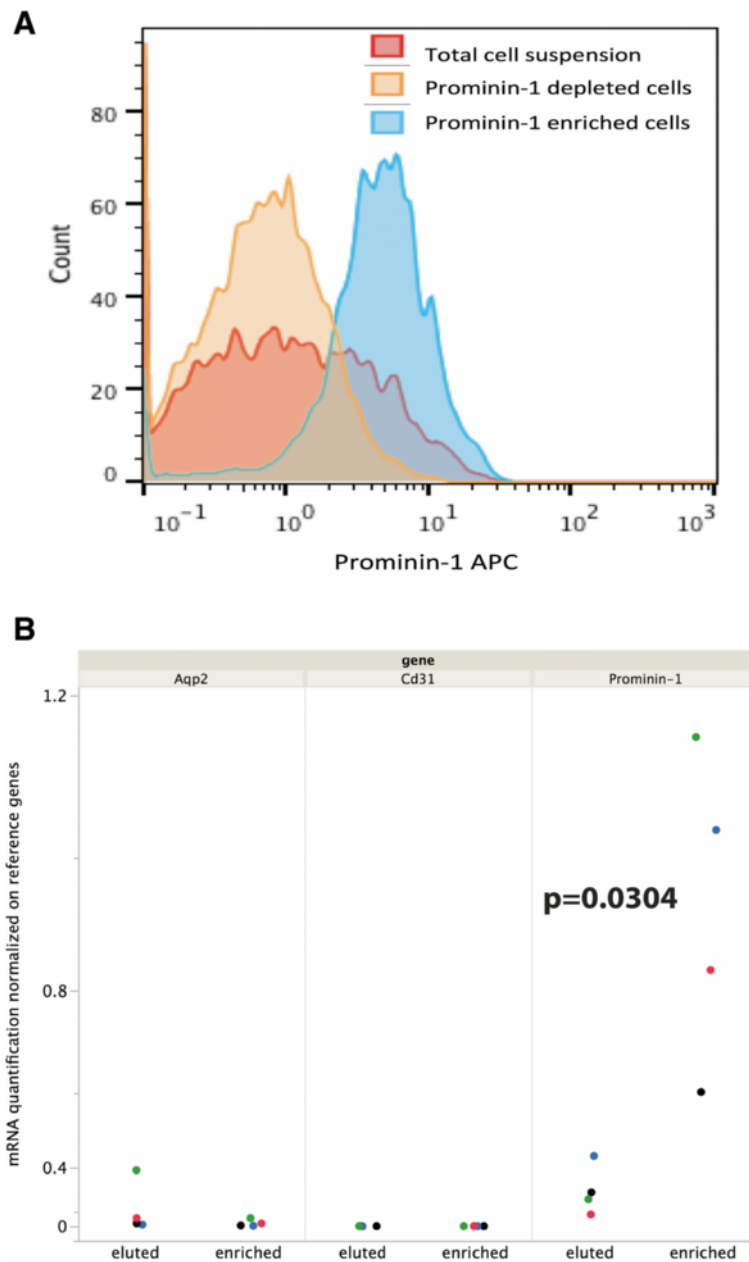 A
Total cell suspension
Prominin-1 depleted cells
Prominin-1 enriched cells
80
60
40
20
0
Count
10-1
100
101
102
103
Prominin-1 APC
B
gene
Aqp2
Cd31
Prominin-1
1.2
0.8
0.4
0
mRNA quantification normalized on reference genes
p=0.0304
eluted
enriched
eluted
enriched
eluted
enriched